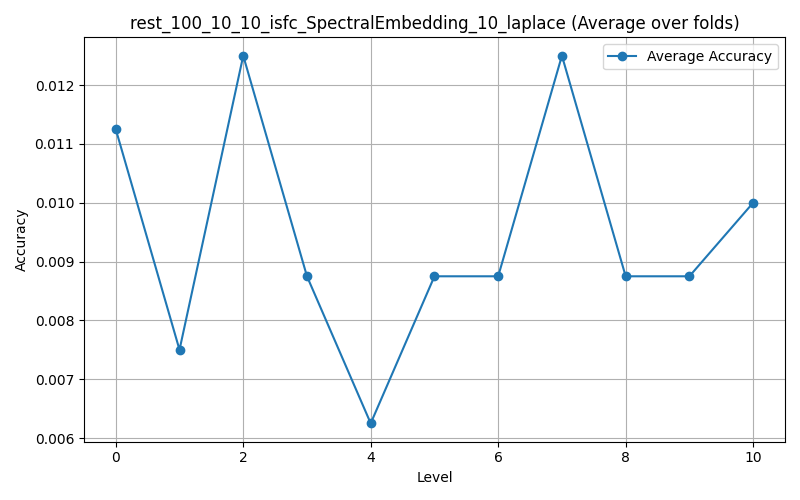 rest_100_10_10_isfc_SpectralEmbedding_10_laplace (Average over folds)
Average Accuracy
0.012
0.011
0.010
0.009
0.008
0.007
0.006
Accuracy
0 2 4 6 8 10
Level